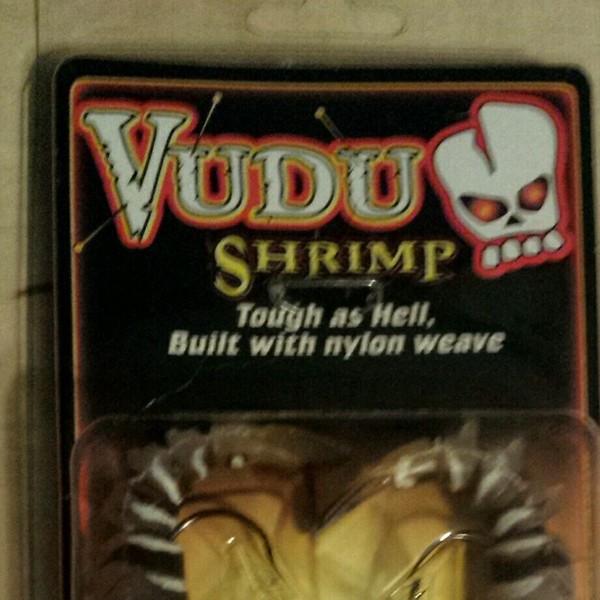 VUDU
SHRIMP
Tough as Hell,
Built with nylon weave